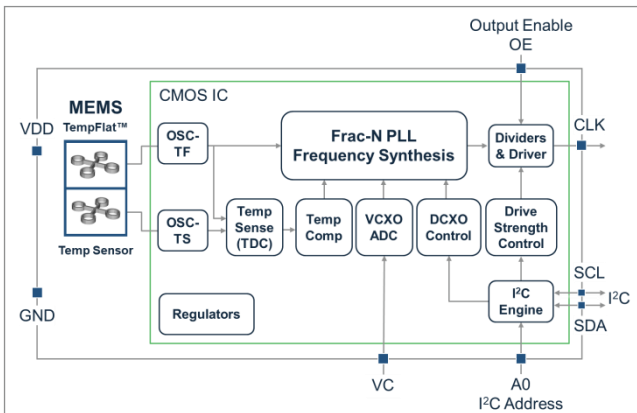 Output Enable
OE
MEMS
TempFlat™
CMOS IC
VDD
OSC-
TF
Frac-N PLL
Frequency Synthesis
Dividers
& Driver
CLK
Temp Sensor
OSC-
TS
Temp
Sense
(TDC)
Temp
Comp
VCXO
ADC
DCXO
Control
Drive
Strength
Control
GND
Regulators
I²C
Engine
SCL
I²C
SDA
VC
A0
I²C Address